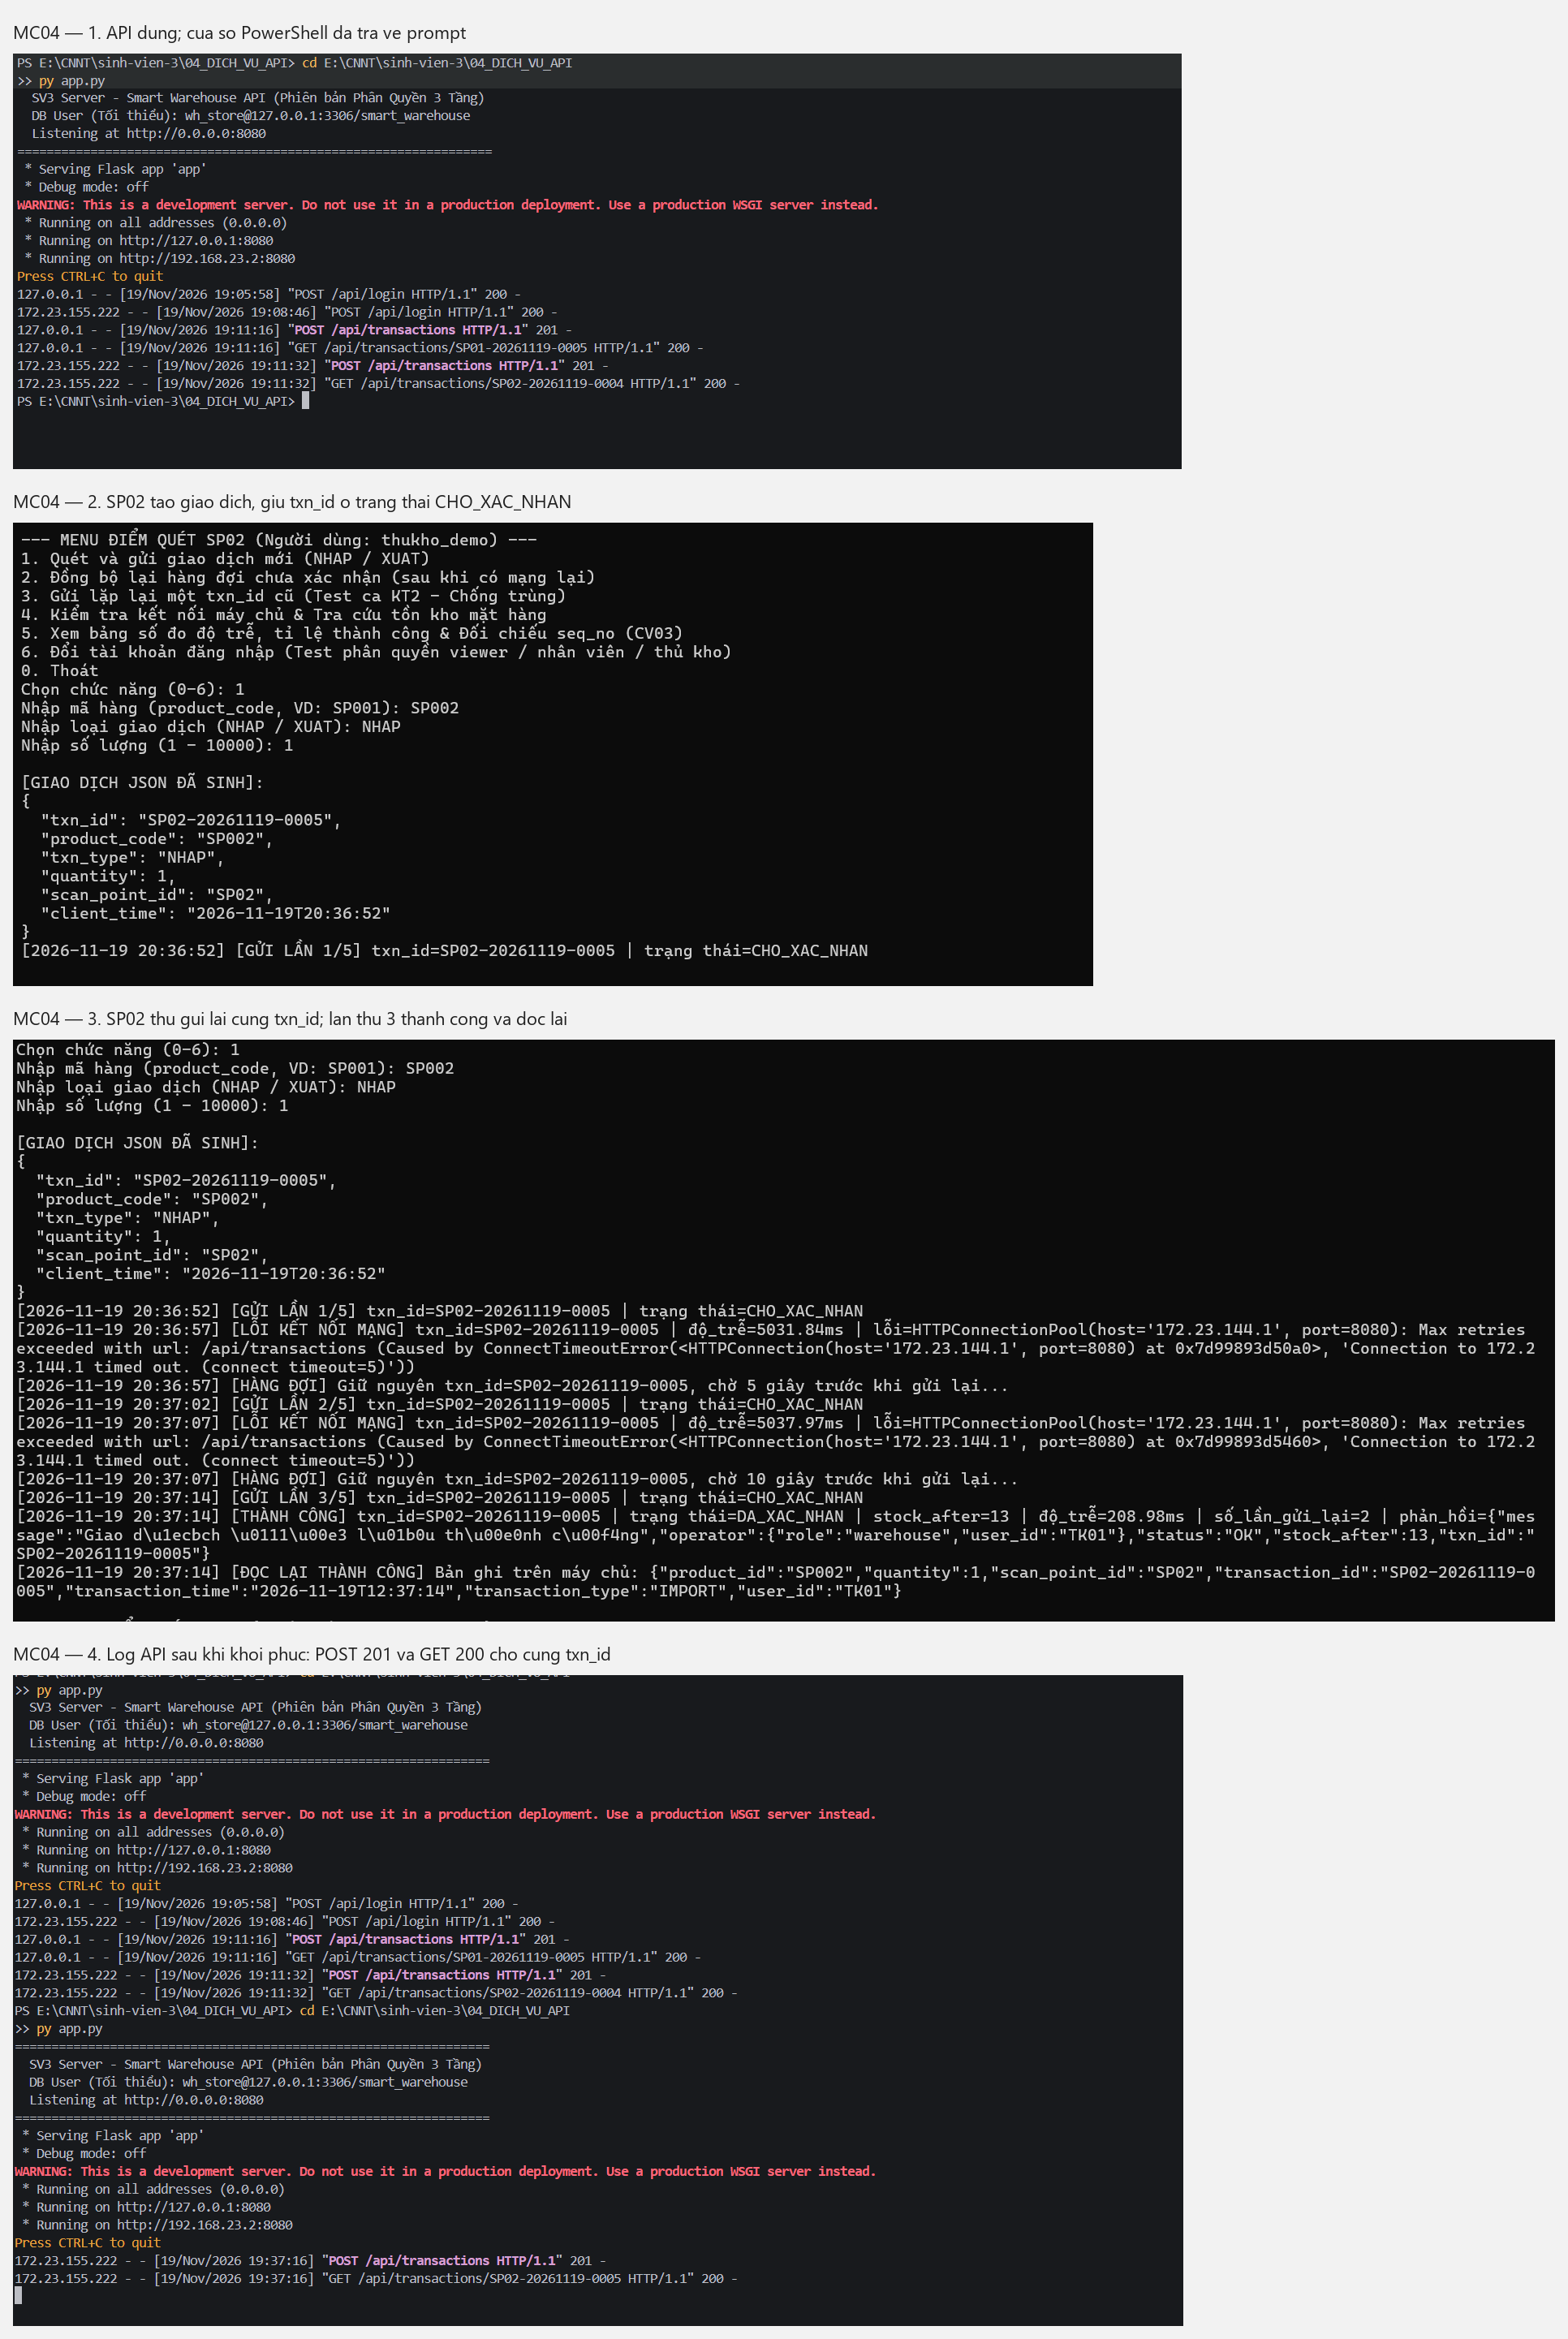 MC04 — 1. API dung; cua so PowerShell da tra ve prompt
PS E:\CNNT\sinh-vien-3\04_DICH_VU_API> cd E:\CNNT\sinh-vien-3\04_DICH_VU_API
>> py app.py
SV3 Server - Smart Warehouse API (Phiên bản Phân Quyền 3 Tầng)
DB User (Tối thiểu): wh_store@127.0.0.1:3306/smart_warehouse
Listening at http://0.0.0.0:8080
=================================================================
* Serving Flask app 'app'
* Debug mode: off
WARNING: This is a development server. Do not use it in a production deployment. Use a production WSGI server instead.
* Running on all addresses (0.0.0.0)
* Running on http://127.0.0.1:8080
* Running on http://192.168.23.2:8080
Press CTRL+C to quit
127.0.0.1 - - [19/Nov/2026 19:05:58] "POST /api/login HTTP/1.1" 200 -
172.23.155.222 - - [19/Nov/2026 19:08:46] "POST /api/login HTTP/1.1" 200 -
127.0.0.1 - - [19/Nov/2026 19:11:16] "POST /api/transactions HTTP/1.1" 201 -
127.0.0.1 - - [19/Nov/2026 19:11:16] "GET /api/transactions/SP01-20261119-0005 HTTP/1.1" 200 -
172.23.155.222 - - [19/Nov/2026 19:11:32] "POST /api/transactions HTTP/1.1" 201 -
172.23.155.222 - - [19/Nov/2026 19:11:32] "GET /api/transactions/SP02-20261119-0004 HTTP/1.1" 200 -
PS E:\CNNT\sinh-vien-3\04_DICH_VU_API>
MC04 — 2. SP02 tao giao dich, giu txn_id o trang thai CHO_XAC_NHAN
--- MENU ĐIỂM QUÉT SP02 (Người dùng: thukho_demo) ---
1. Quét và gửi giao dịch mới (NHAP / XUAT)
2. Đồng bộ lại hàng đợi chưa xác nhận (sau khi có mạng lại)
3. Gửi lặp lại một txn_id cũ (Test ca KT2 - Chống trùng)
4. Kiểm tra kết nối máy chủ & Tra cứu tồn kho mặt hàng
5. Xem bảng số đo độ trễ, tỉ lệ thành công & Đối chiếu seq_no (CV03)
6. Đổi tài khoản đăng nhập (Test phân quyền viewer / nhân viên / thủ kho)
0. Thoát
Chọn chức năng (0-6): 1
Nhập mã hàng (product_code, VD: SP001): SP002
Nhập loại giao dịch (NHAP / XUAT): NHAP
Nhập số lượng (1 - 10000): 1
[GIAO DỊCH JSON ĐÃ SINH]:
{
"txn_id": "SP02-20261119-0005",
"product_code": "SP002",
"txn_type": "NHAP",
"quantity": 1,
"scan_point_id": "SP02",
"client_time": "2026-11-19T20:36:52"
}
[2026-11-19 20:36:52] [GỬI LẦN 1/5] txn_id=SP02-20261119-0005 | trạng thái=CHO_XAC_NHAN
MC04 — 3. SP02 thu gui lai cung txn_id; lan thu 3 thanh cong va doc lai
Chọn chức năng (0-6): 1
Nhập mã hàng (product_code, VD: SP001): SP002
Nhập loại giao dịch (NHAP / XUAT): NHAP
Nhập số lượng (1 - 10000): 1
[GIAO DỊCH JSON ĐÃ SINH]:
{
"txn_id": "SP02-20261119-0005",
"product_code": "SP002",
"txn_type": "NHAP",
"quantity": 1,
"scan_point_id": "SP02",
"client_time": "2026-11-19T20:36:52"
}
[2026-11-19 20:36:52] [GỬI LẦN 1/5] txn_id=SP02-20261119-0005 | trạng thái=CHO_XAC_NHAN
[2026-11-19 20:36:57] [LỖI KẾT NỐI MẠNG] txn_id=SP02-20261119-0005 | độ_trễ=5031.84ms | lỗi=HTTPConnectionPool(host='172.23.144.1', port=8080): Max retries
exceeded with url: /api/transactions (Caused by ConnectTimeoutError(<HTTPConnection(host='172.23.144.1', port=8080) at 0x7d99893d50a0>, 'Connection to 172.2
3.144.1 timed out. (connect timeout=5)'))
[2026-11-19 20:36:57] [HÀNG ĐỢI] Giữ nguyên txn_id=SP02-20261119-0005, chờ 5 giây trước khi gửi lại...
[2026-11-19 20:37:02] [GỬI LẦN 2/5] txn_id=SP02-20261119-0005 | trạng thái=CHO_XAC_NHAN
[2026-11-19 20:37:07] [LỖI KẾT NỐI MẠNG] txn_id=SP02-20261119-0005 | độ_trễ=5037.97ms | lỗi=HTTPConnectionPool(host='172.23.144.1', port=8080): Max retries
exceeded with url: /api/transactions (Caused by ConnectTimeoutError(<HTTPConnection(host='172.23.144.1', port=8080) at 0x7d99893d5460>, 'Connection to 172.2
3.144.1 timed out. (connect timeout=5)'))
[2026-11-19 20:37:07] [HÀNG ĐỢI] Giữ nguyên txn_id=SP02-20261119-0005, chờ 10 giây trước khi gửi lại...
[2026-11-19 20:37:14] [GỬI LẦN 3/5] txn_id=SP02-20261119-0005 | trạng thái=CHO_XAC_NHAN
[2026-11-19 20:37:14] [THÀNH CÔNG] txn_id=SP02-20261119-0005 | trạng thái=DA_XAC_NHAN | stock_after=13 | độ_trễ=208.98ms | số_lần_gửi_lại=2 | phản_hồi={"mes
sage":"Giao d\u1ecbch \u0111\u00e3 l\u01b0u th\u00e0nh c\u00f4ng","operator":{"role":"warehouse","user_id":"TK01"},"status":"OK","stock_after":13,"txn_id":"
SP02-20261119-0005"}
[2026-11-19 20:37:14] [ĐỌC LẠI THÀNH CÔNG] Bản ghi trên máy chủ: {"product_id":"SP002","quantity":1,"scan_point_id":"SP02","transaction_id":"SP02-20261119-0
005","transaction_time":"2026-11-19T12:37:14","transaction_type":"IMPORT","user_id":"TK01"}
MC04 — 4. Log API sau khi khoi phuc: POST 201 va GET 200 cho cung txn_id
>> py app.py
SV3 Server - Smart Warehouse API (Phiên bản Phân Quyền 3 Tầng)
DB User (Tối thiểu): wh_store@127.0.0.1:3306/smart_warehouse
Listening at http://0.0.0.0:8080
=================================================================
* Serving Flask app 'app'
* Debug mode: off
WARNING: This is a development server. Do not use it in a production deployment. Use a production WSGI server instead.
* Running on all addresses (0.0.0.0)
* Running on http://127.0.0.1:8080
* Running on http://192.168.23.2:8080
Press CTRL+C to quit
127.0.0.1 - - [19/Nov/2026 19:05:58] "POST /api/login HTTP/1.1" 200 -
172.23.155.222 - - [19/Nov/2026 19:08:46] "POST /api/login HTTP/1.1" 200 -
127.0.0.1 - - [19/Nov/2026 19:11:16] "POST /api/transactions HTTP/1.1" 201 -
127.0.0.1 - - [19/Nov/2026 19:11:16] "GET /api/transactions/SP01-20261119-0005 HTTP/1.1" 200 -
172.23.155.222 - - [19/Nov/2026 19:11:32] "POST /api/transactions HTTP/1.1" 201 -
172.23.155.222 - - [19/Nov/2026 19:11:32] "GET /api/transactions/SP02-20261119-0004 HTTP/1.1" 200 -
PS E:\CNNT\sinh-vien-3\04_DICH_VU_API> cd E:\CNNT\sinh-vien-3\04_DICH_VU_API
>> py app.py
=================================================================
SV3 Server - Smart Warehouse API (Phiên bản Phân Quyền 3 Tầng)
DB User (Tối thiểu): wh_store@127.0.0.1:3306/smart_warehouse
Listening at http://0.0.0.0:8080
=================================================================
* Serving Flask app 'app'
* Debug mode: off
WARNING: This is a development server. Do not use it in a production deployment. Use a production WSGI server instead.
* Running on all addresses (0.0.0.0)
* Running on http://127.0.0.1:8080
* Running on http://192.168.23.2:8080
Press CTRL+C to quit
172.23.155.222 - - [19/Nov/2026 19:37:16] "POST /api/transactions HTTP/1.1" 201 -
172.23.155.222 - - [19/Nov/2026 19:37:16] "GET /api/transactions/SP02-20261119-0005 HTTP/1.1" 200 -